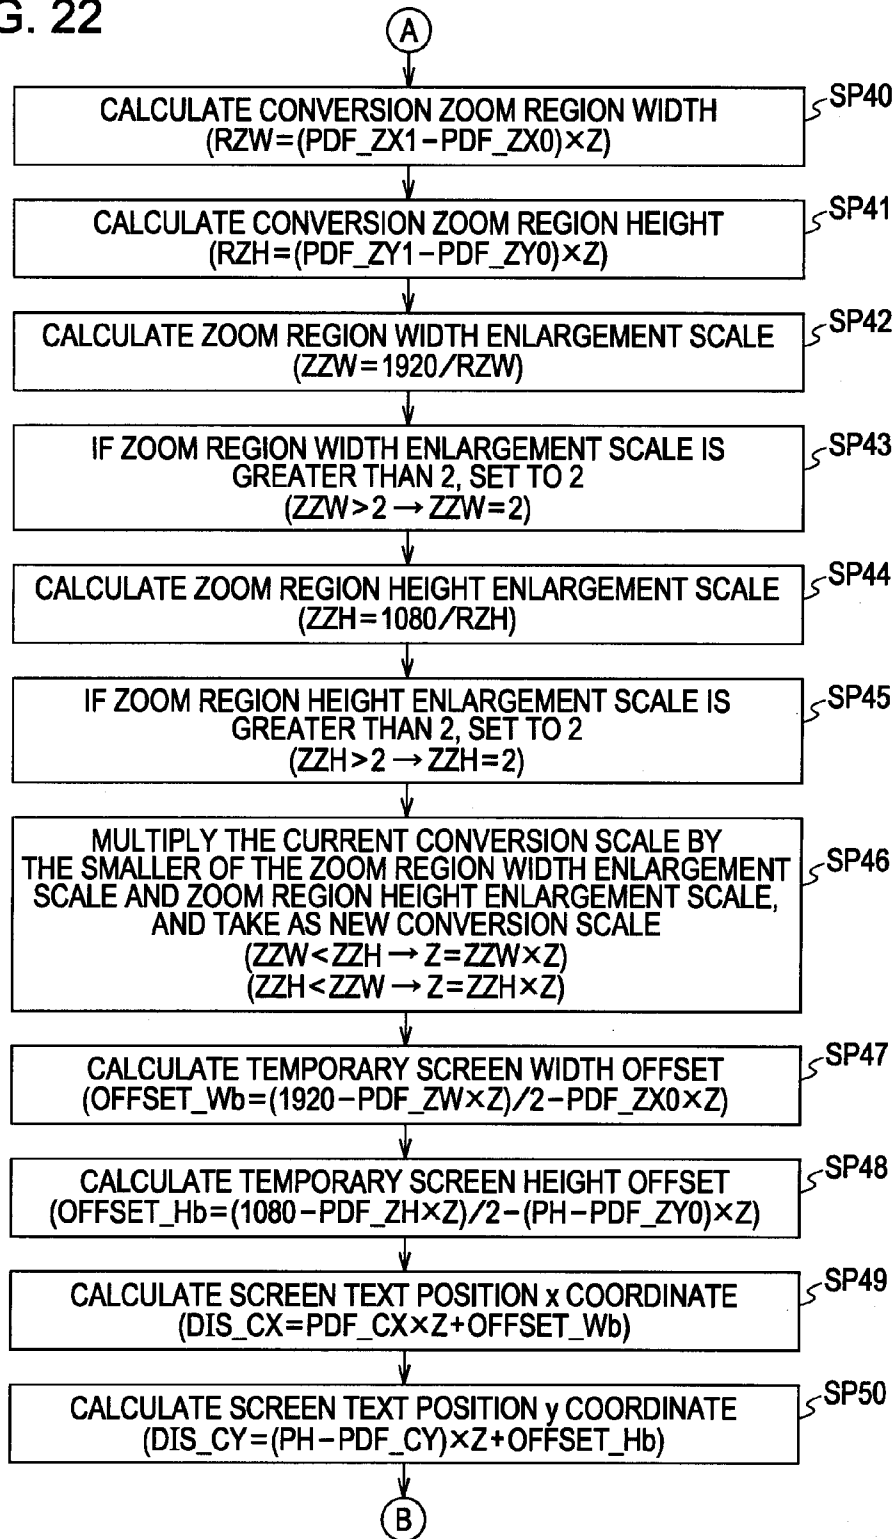 G. 22
A
CALCULATE CONVERSION ZOOM REGION WIDTH
(RZW=(PDF_ZX1-PDF_ZX0)×Z)
SP40
CALCULATE CONVERSION ZOOM REGION HEIGHT
(RZH=(PDF_ZY1-PDF_ZY0)×Z)
SP41
CALCULATE ZOOM REGION WIDTH ENLARGEMENT SCALE
(ZZW=1920/RZW)
SP42
IF ZOOM REGION WIDTH ENLARGEMENT SCALE IS
GREATER THAN 2, SET TO 2
(ZZW>2→ZZW=2)
SP43
CALCULATE ZOOM REGION HEIGHT ENLARGEMENT SCALE
(ZZH=1080/RZH)
SP44
IF ZOOM REGION HEIGHT ENLARGEMENT SCALE IS
GREATER THAN 2, SET TO 2
(ZZH>2→ZZH=2)
SP45
MULTIPLY THE CURRENT CONVERSION SCALE BY
THE SMALLER OF THE ZOOM REGION WIDTH ENLARGEMENT
SCALE AND ZOOM REGION HEIGHT ENLARGEMENT SCALE,
AND TAKE AS NEW CONVERSION SCALE
(ZZW<ZZH→Z=ZZW×Z)
(ZZH<ZZW→Z=ZZH×Z)
SP46
CALCULATE TEMPORARY SCREEN WIDTH OFFSET
(OFFSET_Wb=(1920-PDF_ZW×Z)/2-PDF_ZX0×Z)
SP47
CALCULATE TEMPORARY SCREEN HEIGHT OFFSET
(OFFSET_Hb=(1080-PDF_ZH×Z)/2-(PH-PDF_ZY0)×Z)
SP48
CALCULATE SCREEN TEXT POSITION x COORDINATE
(DIS_CX=PDF_CX×Z+OFFSET_Wb)
SP49
CALCULATE SCREEN TEXT POSITION y COORDINATE
(DIS_CY=(PH-PDF_CY)×Z+OFFSET_Hb)
SP50
B